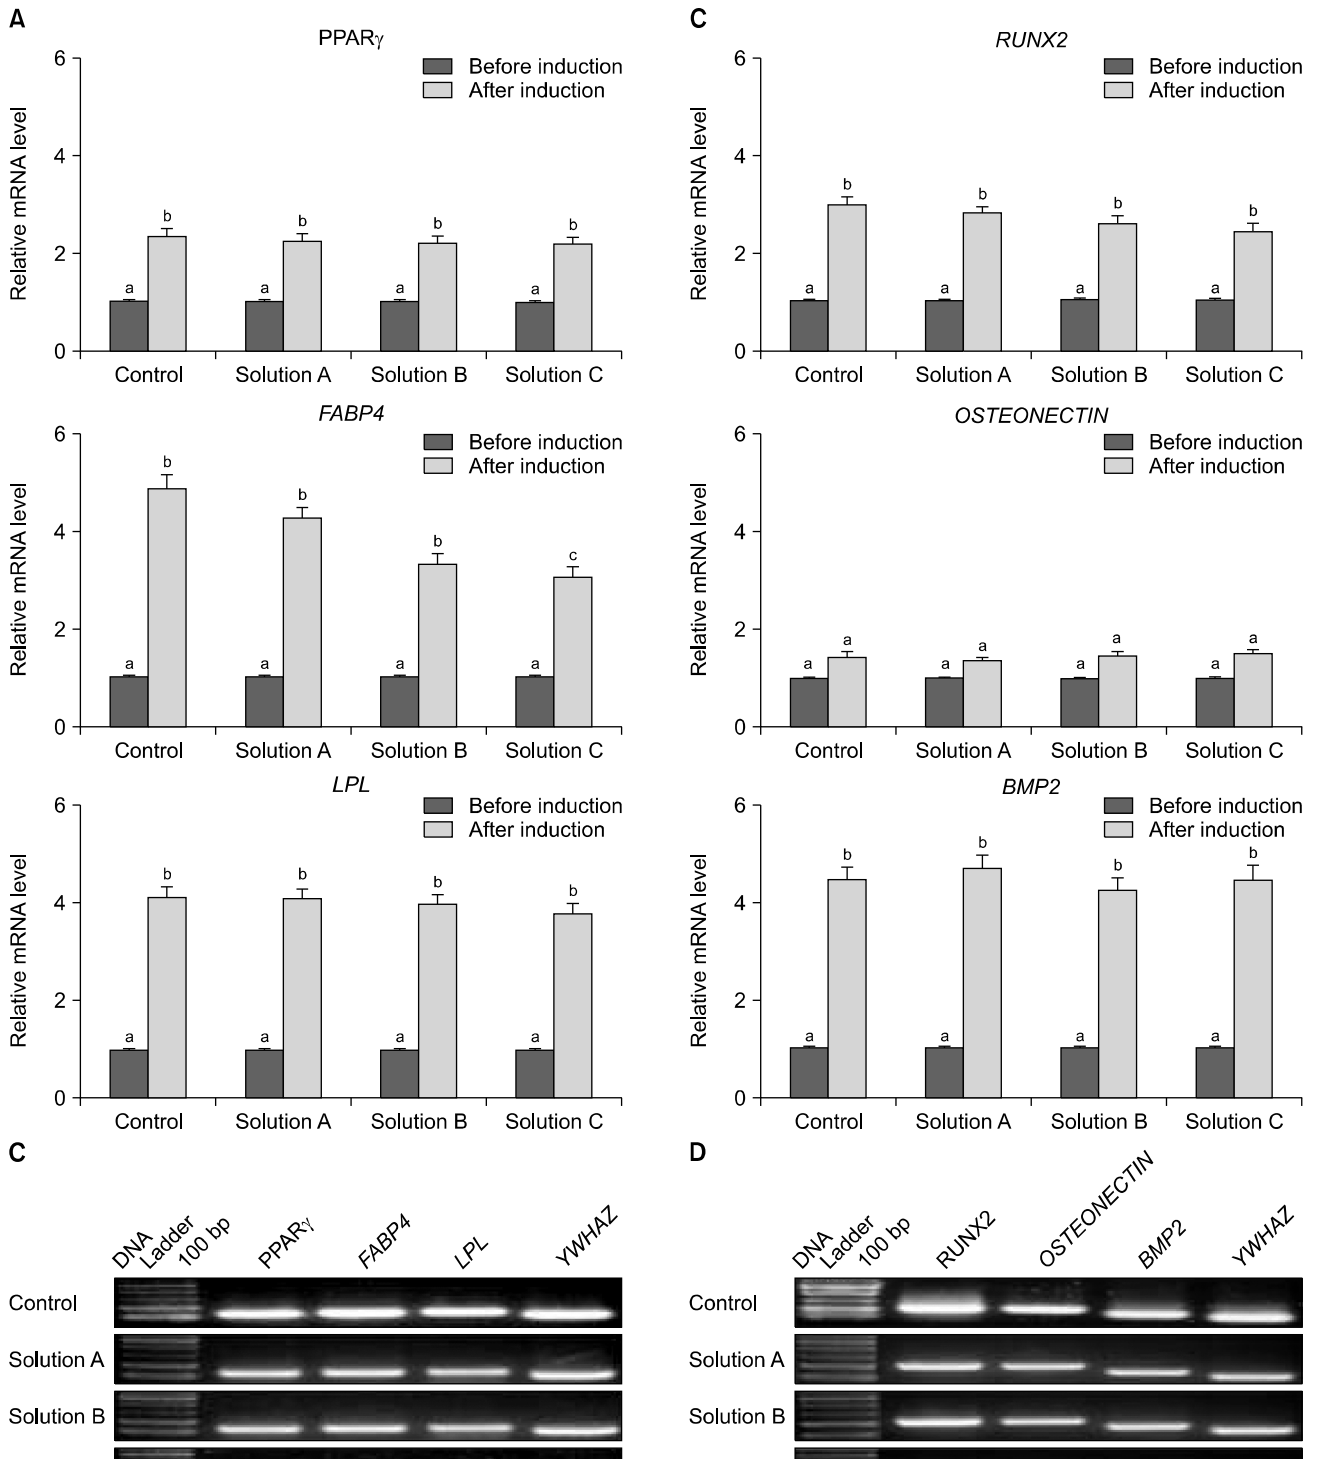 A
PPARγ
6
4
2
0
Relative mRNA level
Before induction
After induction
a b a b a b a b
Control Solution A Solution B Solution C
FABP4
6
4
2
0
Relative mRNA level
Before induction
After induction
a b a b a b a c
Control Solution A Solution B Solution C
LPL
6
4
2
0
Relative mRNA level
Before induction
After induction
a b a b a b a b
Control Solution A Solution B Solution C
C
RUNX2
6
4
2
0
Relative mRNA level
Before induction
After induction
a b a b a b a b
Control Solution A Solution B Solution C
OSTEONECTIN
6
4
2
0
Relative mRNA level
Before induction
After induction
a a a a a a a a
Control Solution A Solution B Solution C
BMP2
6
4
2
0
Relative mRNA level
Before induction
After induction
a b a b a b a b
Control Solution A Solution B Solution C
C
DNA
Ladder
100 bp
PPARγ
FABP4
LPL
YWHAZ
Control
Solution A
Solution B
D
DNA
Ladder
100 bp
RUNX2
OSTEONECTIN
BMP2
YWHAZ
Control
Solution A
Solution B